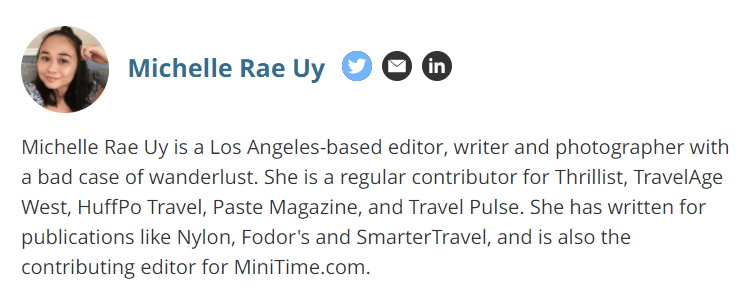 Michelle Rae Uy
in
Michelle Rae Uy is a Los Angeles-based editor, writer and photographer with
a bad case of wanderlust. She is a regular contributor for Thrillist, TravelAge
West, HuffPo Travel, Paste Magazine, and Travel Pulse. She has written for
publications like Nylon, Fodor's and SmarterTravel, and is also the
contributing editor for MiniTime.com.